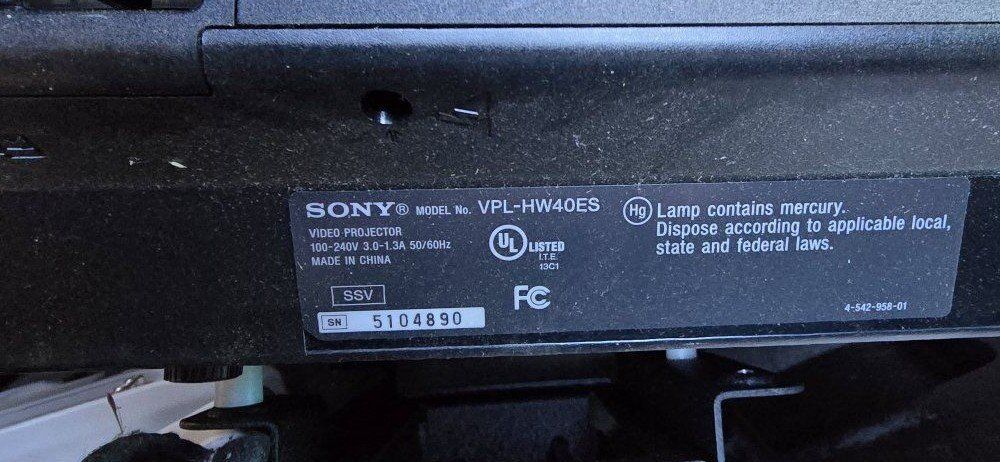 SONY® MODEL No. VPL-HW40ES
VIDEO PROJECTOR
100-240V 3.0-1.3A 50/60Hz
MADE IN CHINA
UL LISTED
I.T.E.
13C1
Hg Lamp contains mercury.
Dispose according to applicable local,
state and federal laws.
SSV
FC
SN 5104890
4-542-958-01